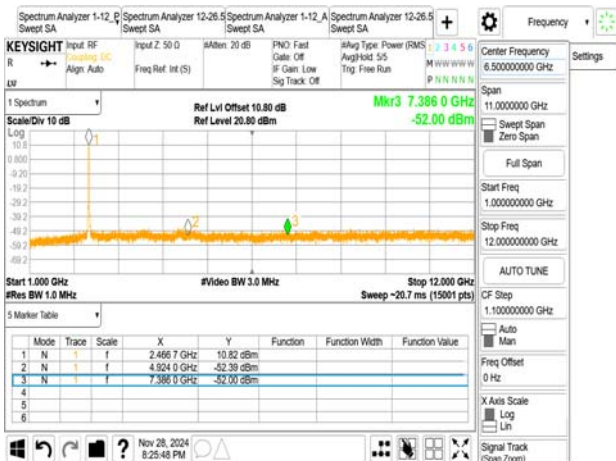 Spectrum Analyzer 1-12_P Spectrum Analyzer 12-26.5 Spectrum Analyzer 1-12_A Spectrum Analyzer 12-26.5
Swept SA Swept SA Swept SA Swept SA
Frequency
Settings
KEYSIGHT Input: RF Input Z: 50 Ω #Atten: 20 dB PNO: Fast #Avg Type: Power (RMS 1 2 3 4 5 6
R Coupling: DC Gate: Off Avg|Hold: 5/5 M W W W W W
Align: Auto Freq Ref: Int (S) IF Gain: Low Trig: Free Run
Sig Track: Off P N N N N N
1 Spectrum Ref Lvl Offset 10.80 dB Mkr3 7.386 0 GHz
Scale/Div 10 dB Ref Level 20.80 dBm -52.00 dBm
Log
10.8
0.800
-9.20
-19.2
-29.2
-39.2
-49.2
-59.2
-69.2
1
2
3
Start 1.000 GHz #Video BW 3.0 MHz Stop 12.000 GHz
#Res BW 1.0 MHz Sweep ~20.7 ms (15001 pts)
5 Marker Table
Mode Trace Scale X Y Function Function Width Function Value
1 N 1 f 2.466 7 GHz 10.82 dBm
2 N 1 f 4.924 0 GHz -52.39 dBm
3 N 1 f 7.386 0 GHz -52.00 dBm
4
5
6
? Nov 28, 2024
8:25:48 PM
Center Frequency
6.500000000 GHz
Span
11.0000000 GHz
Swept Span
Zero Span
Full Span
Start Freq
1.000000000 GHz
Stop Freq
12.000000000 GHz
AUTO TUNE
CF Step
1.100000000 GHz
Auto
Man
Freq Offset
0 Hz
X Axis Scale
Log
Lin
Signal Track
(Span Zoom)